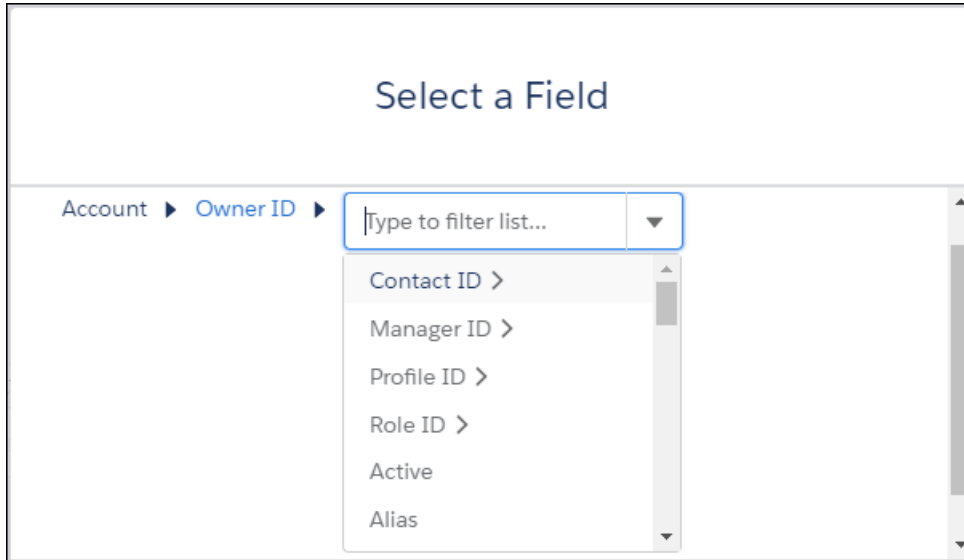 Select a Field
Account Owner ID Type to filter list...
Contact ID
Manager ID
Profile ID
Role ID
Active
Alias